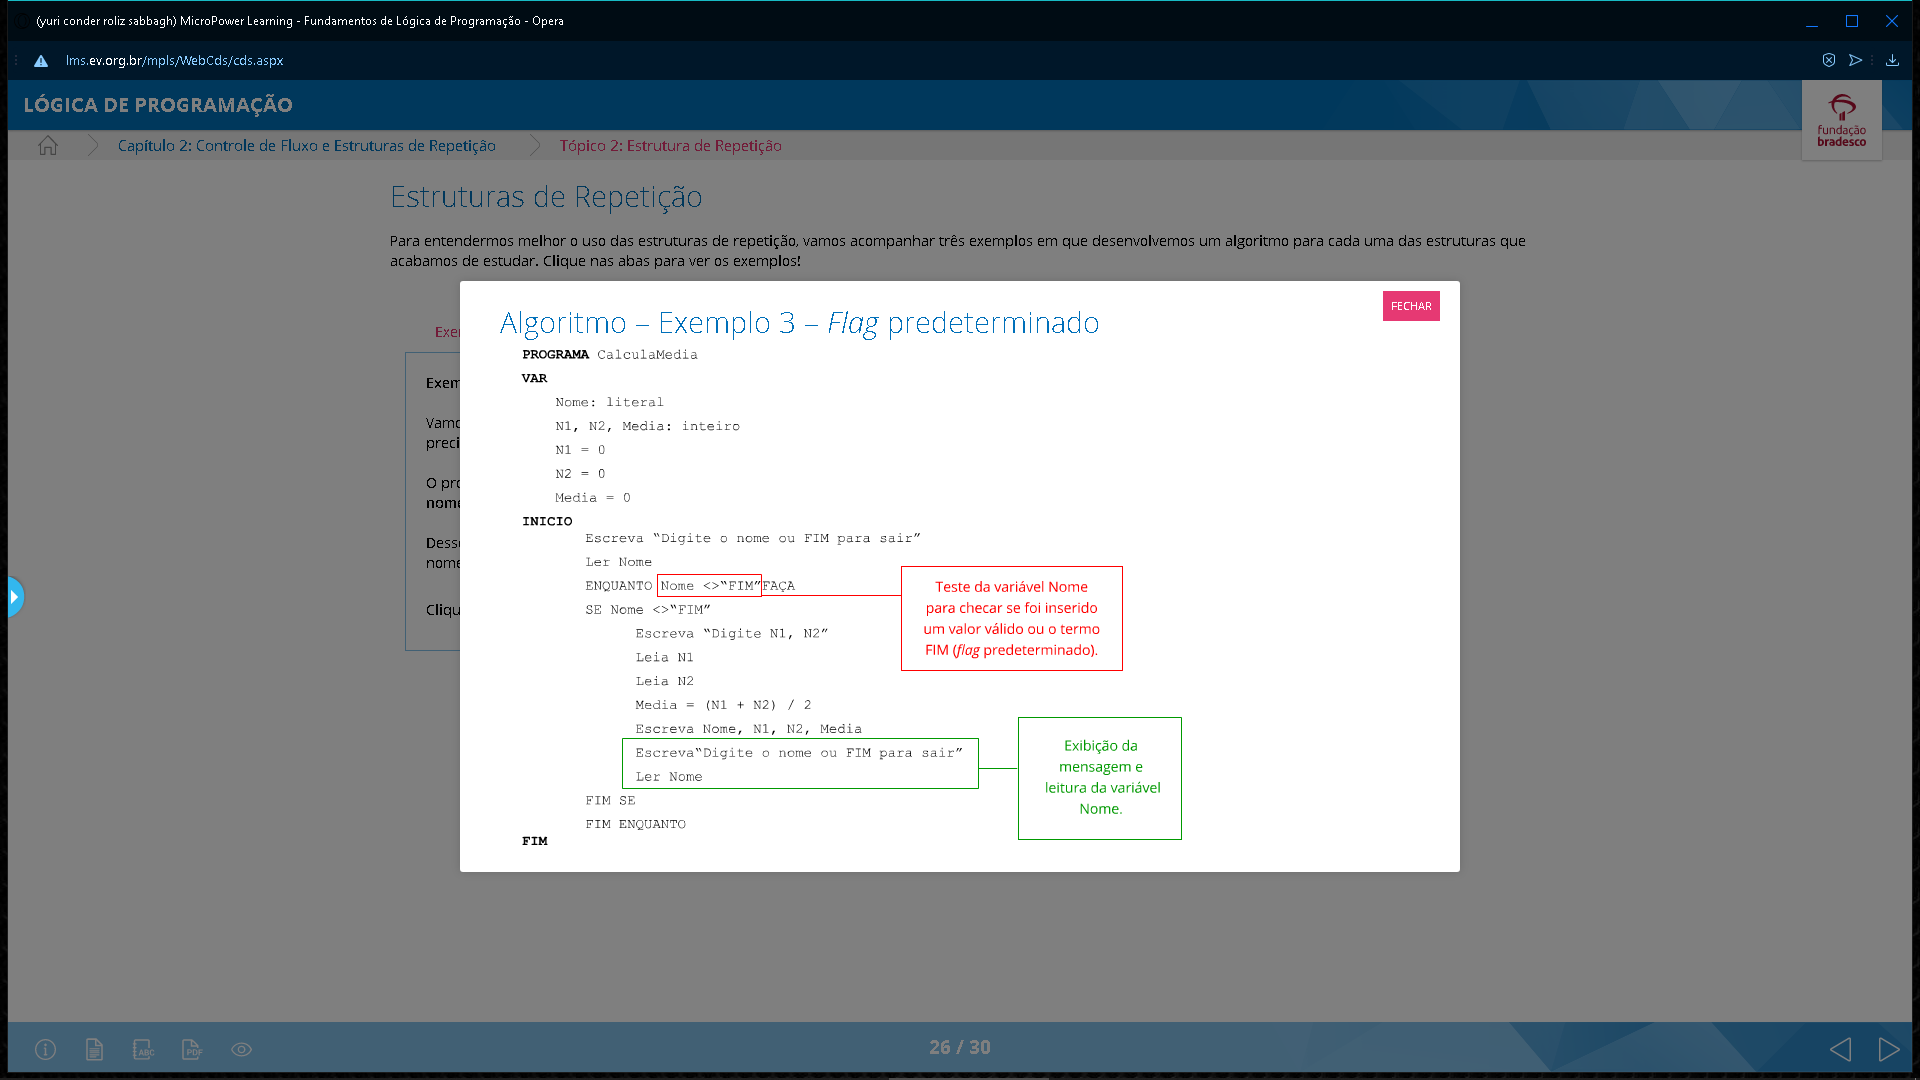 (yuri conder roliz sabbagh) MicroPower Learning - Fundamentos de Lógica de Programação - Opera
lms.ev.org.br/mpls/WebCds/cds.aspx
LÓGICA DE PROGRAMAÇÃO
fundação
bradesco
Capítulo 2: Controle de Fluxo e Estruturas de Repetição
Tópico 2: Estrutura de Repetição
Estruturas de Repetição
Para entendermos melhor o uso das estruturas de repetição, vamos acompanhar três exemplos em que desenvolvemos um algoritmo para cada uma das estruturas que
acabamos de estudar. Clique nas abas para ver os exemplos!
FECHAR
Algoritmo – Exemplo 3 – Flag predeterminado
PROGRAMA CalculaMedia
VAR
Nome: literal
N1, N2, Media: inteiro
N1 = 0
N2 = 0
Media = 0
INICIO
Escreva “Digite o nome ou FIM para sair”
Ler Nome
ENQUANTO Nome <>“FIM”FAÇA
SE Nome <>“FIM”
Escreva “Digite N1, N2”
Leia N1
Leia N2
Media = (N1 + N2) / 2
Escreva Nome, N1, N2, Media
Escreva“Digite o nome ou FIM para sair”
Ler Nome
FIM SE
FIM ENQUANTO
FIM
Teste da variável Nome
para checar se foi inserido
um valor válido ou o termo
FIM (flag predeterminado).
Exibição da
mensagem e
leitura da variável
Nome.
Exem
Vamo
preci
O pro
nome
Desse
nome
Cliqu
ABC
PDF
26 / 30